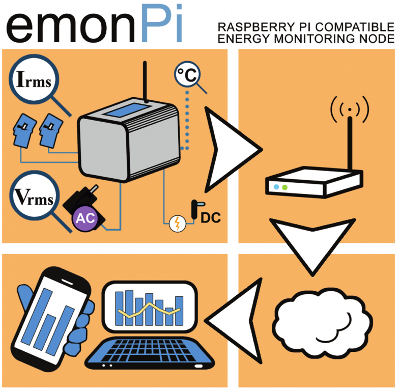 emonPi
RASPBERRY PI COMPATIBLE
ENERGY MONITORING NODE
Irms
°C
Vrms
AC
DC